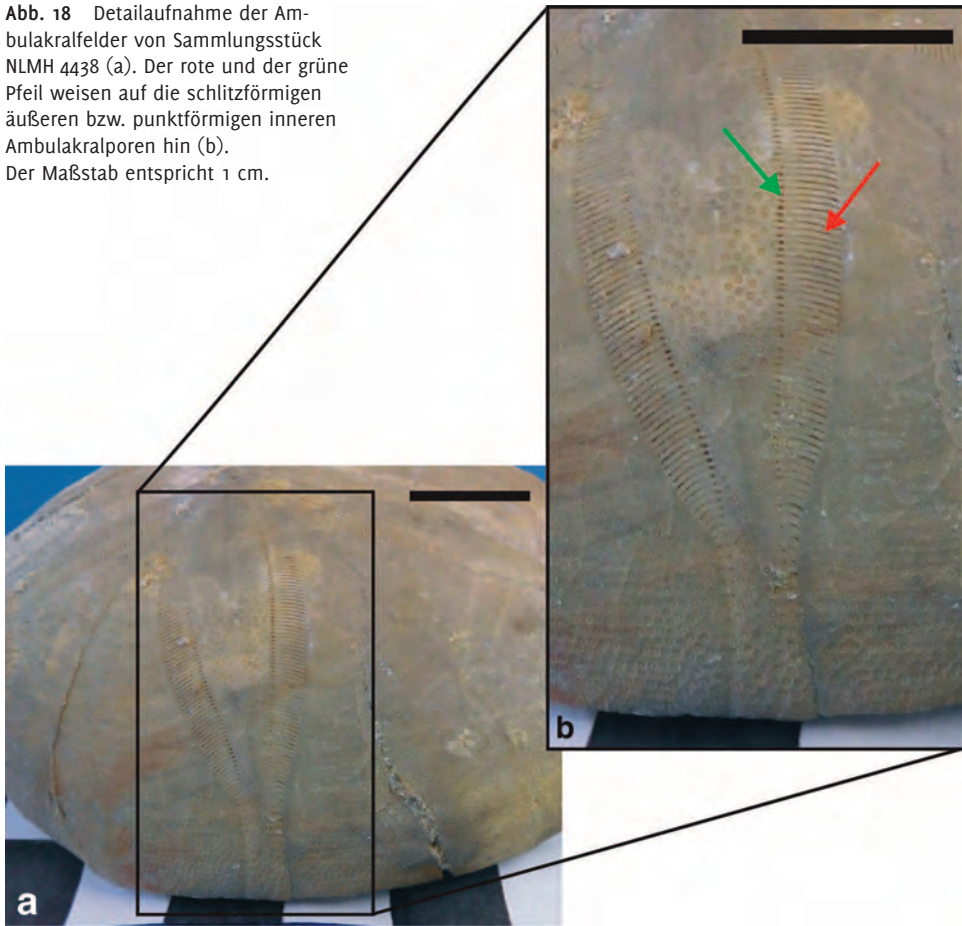 Abb. 18 Detailaufnahme der Am-
bulakralfelder von Sammlungsstück
NLMH 4438 (a). Der rote und der grüne
Pfeil weisen auf die schlitzförmigen
äußeren bzw. punktförmigen inneren
Ambulakralporen hin (b).
Der Maßstab entspricht 1 cm.
b
a